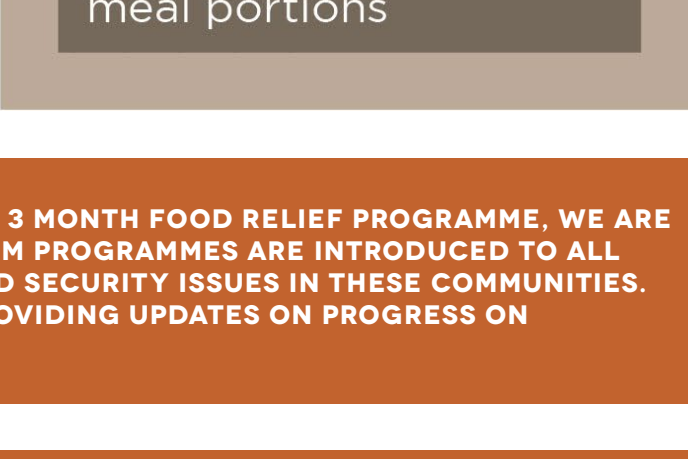 meal portions
3 MONTH FOOD RELIEF PROGRAMME, WE ARE
M PROGRAMMES ARE INTRODUCED TO ALL
D SECURITY ISSUES IN THESE COMMUNITIES.
OVIDING UPDATES ON PROGRESS ON